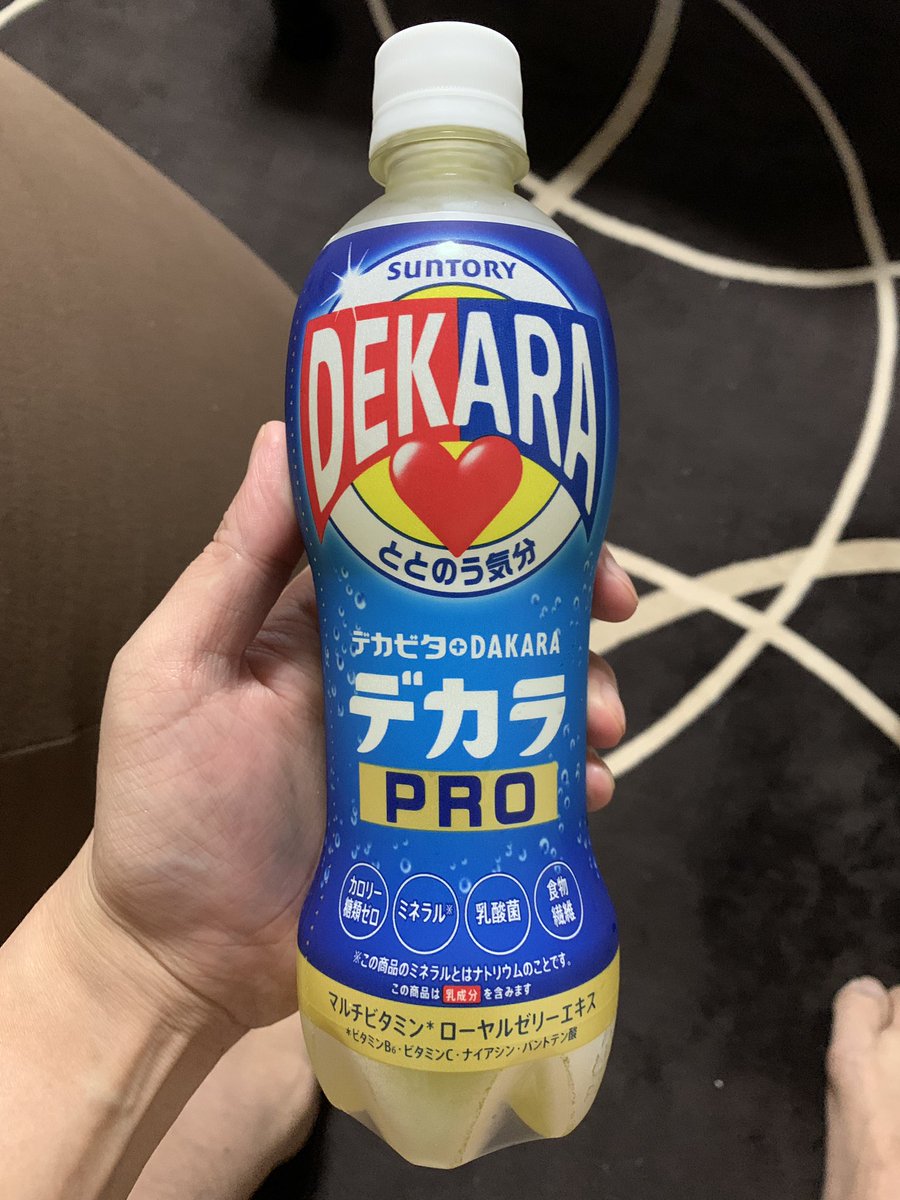 SUNTORY
DEKARA
ととのう気分
デカビタ+DAKARA
デカラ
PRO
カロリー
糖類ゼロ
ミネラル※
乳酸菌
食物
繊維
※この商品のミネラルとはナトリウムのことです。
この商品は 乳成分 を含みます
マルチビタミン* ローヤルゼリーエキス
*ビタミンB₆・ビタミンC・ナイアシン・パントテン酸